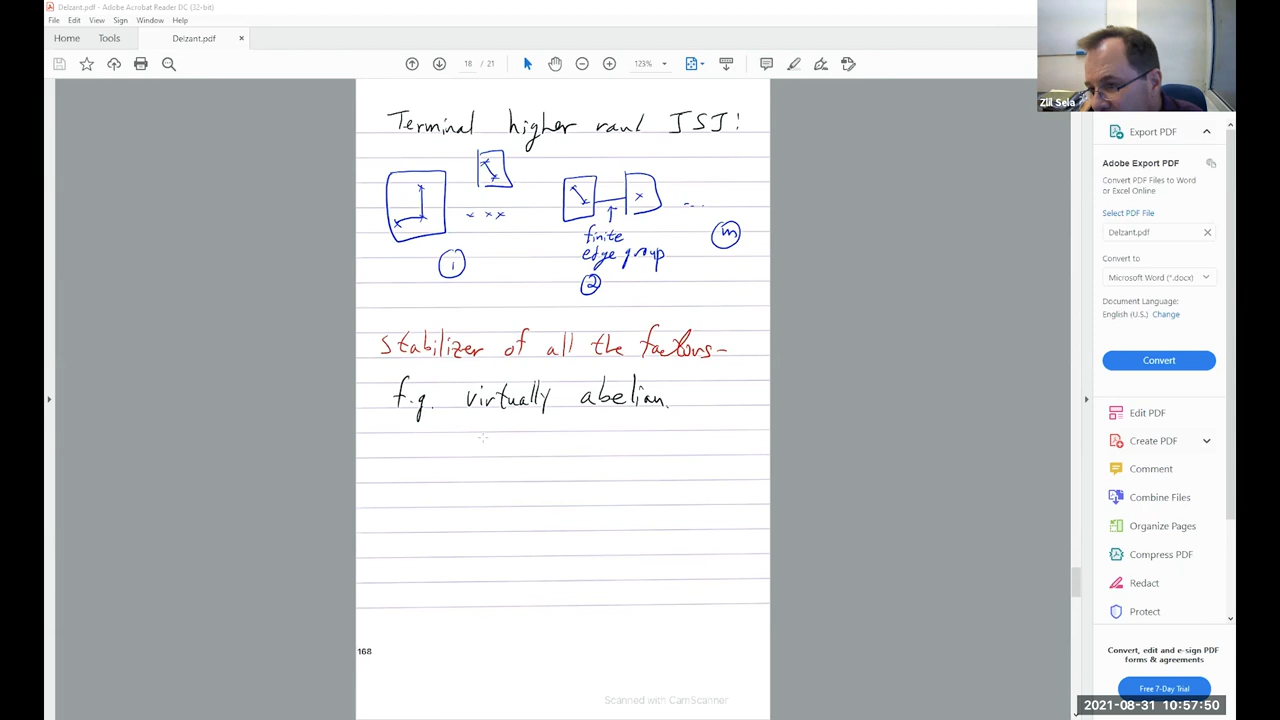 Delzant.pdf - Adobe Acrobat Reader DC (32-bit)
File Edit View Sign Window Help
Home Tools Delzant.pdf ×
18 / 21 123%
Zlil Sela
Terminal higher rank JSJ:
finite
edge group
1
2
m
Stabilizer of all the factors-
f.g. virtually abelian.
168
Scanned with CamScanner
Export PDF
Adobe Export PDF
Convert PDF Files to Word
or Excel Online
Select PDF File
Delzant.pdf
Convert to
Microsoft Word (*.docx)
Document Language:
English (U.S.) Change
Convert
Edit PDF
Create PDF
Comment
Combine Files
Organize Pages
Compress PDF
Redact
Protect
Convert, edit and e-sign PDF
forms & agreements
Free 7-Day Trial
2021-08-31 10:57:50